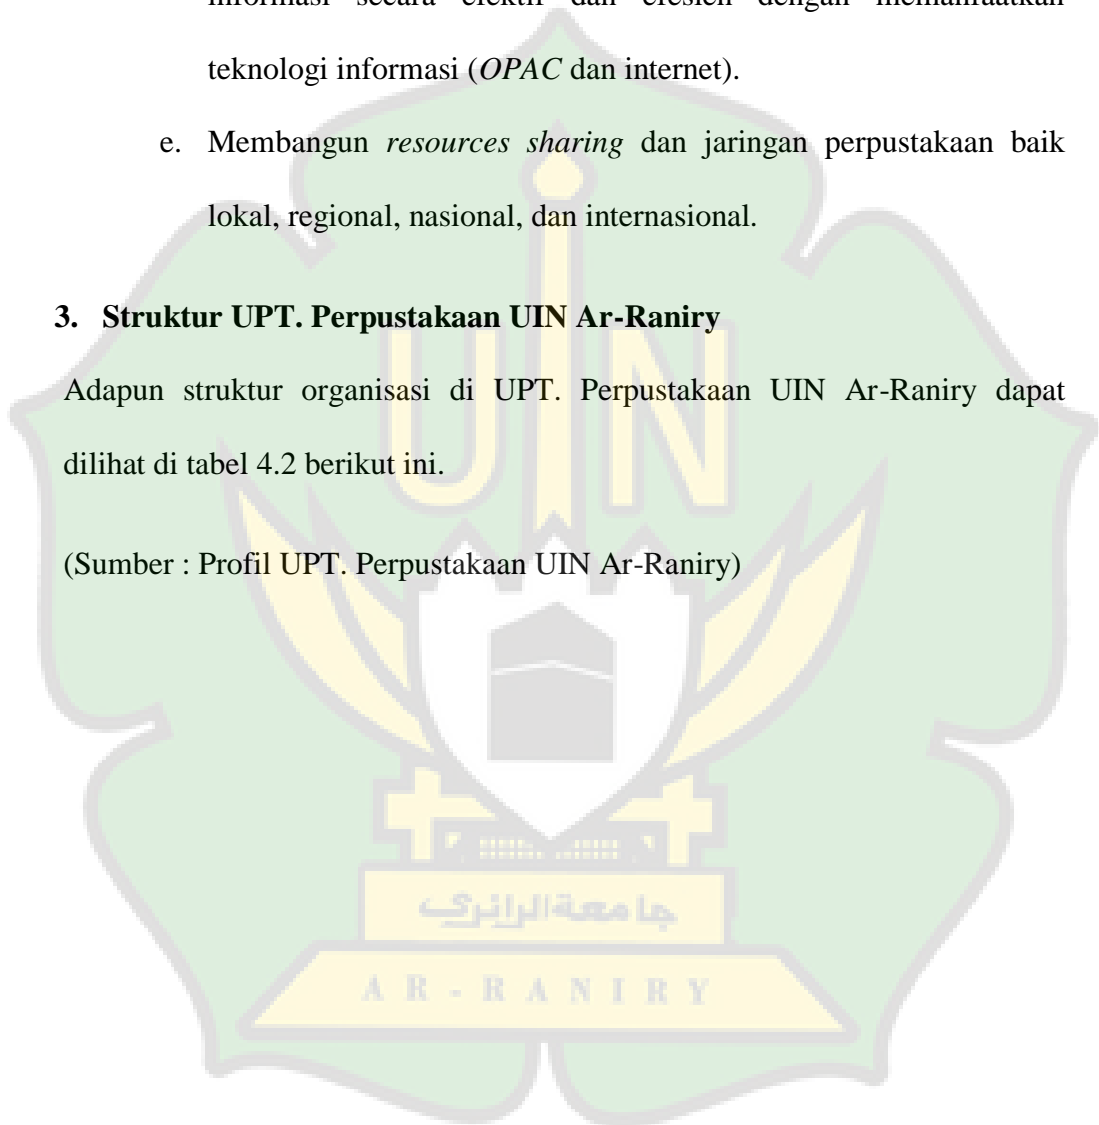 informasi secara efektif dan efesien dengan memanfaatkan
teknologi informasi (OPAC dan internet).
e. Membangun resources sharing dan jaringan perpustakaan baik
lokal, regional, nasional, dan internasional.
3. Struktur UPT. Perpustakaan UIN Ar-Raniry
Adapun struktur organisasi di UPT. Perpustakaan UIN Ar-Raniry dapat
dilihat di tabel 4.2 berikut ini.
(Sumber : Profil UPT. Perpustakaan UIN Ar-Raniry)
UIN
جامعة الرانري
AR-RANIRY